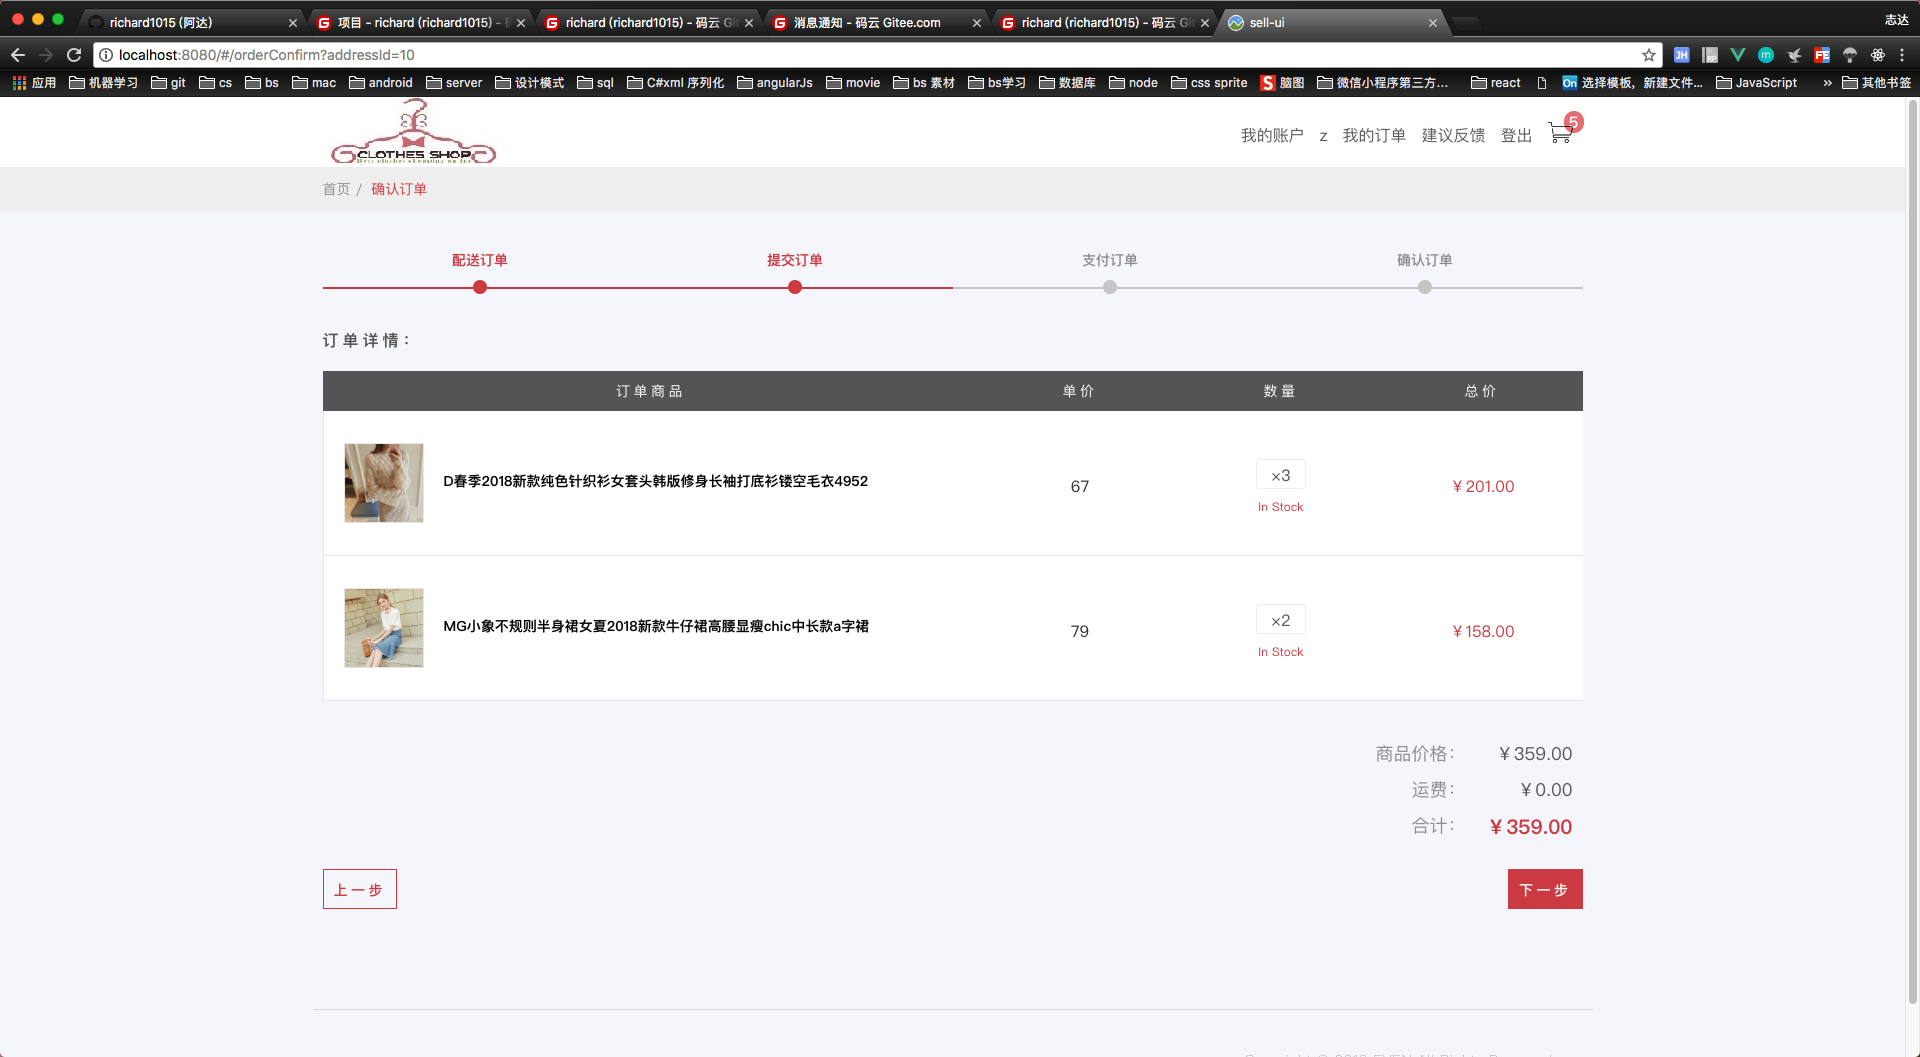 richard1015 (阿达)
项目 - richard (richard1015) -
richard (richard1015) - 码云 Git
消息通知 - 码云 Gitee.com
richard (richard1015) - 码云 Git
sell-ui
志达
localhost:8080/#/orderConfirm?addressId=10
应用 机器学习 git cs bs mac android server 设计模式 sql C#xml 序列化 angularJs movie bs 素材 bs学习 数据库 node css sprite 脑图 微信小程序第三方... react 选择模板，新建文件... JavaScript » 其他书签
CLOTHES SHOP
我的账户 z 我的订单 建议反馈 登出 5
首页 / 确认订单
配送订单 提交订单 支付订单 确认订单
订单详情：
订单商品 单价 数量 总价
D春季2018新款纯色针织衫女套头韩版修身长袖打底衫镂空毛衣4952 67 ×3 ￥201.00
In Stock
MG小象不规则半身裙女夏2018新款牛仔裙高腰显瘦chic中长款a字裙 79 ×2 ￥158.00
In Stock
商品价格： ￥359.00
运费： ￥0.00
合计： ￥359.00
上一步 下一步